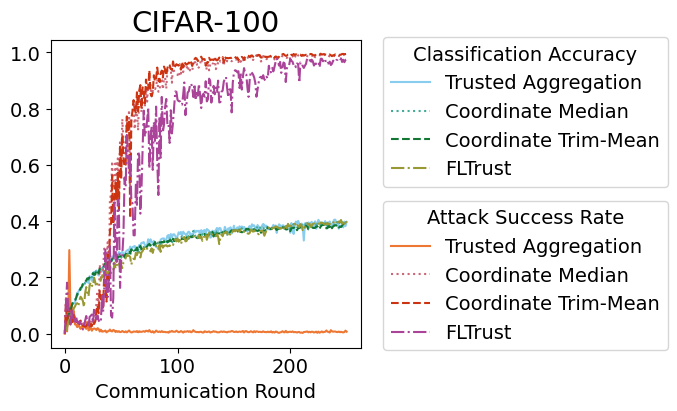 CIFAR-100
1.0
0.8
0.6
0.4
0.2
0.0
0
100
200
Communication Round
Classification Accuracy
Trusted Aggregation
Coordinate Median
Coordinate Trim-Mean
FLTrust
Attack Success Rate
Trusted Aggregation
Coordinate Median
Coordinate Trim-Mean
FLTrust